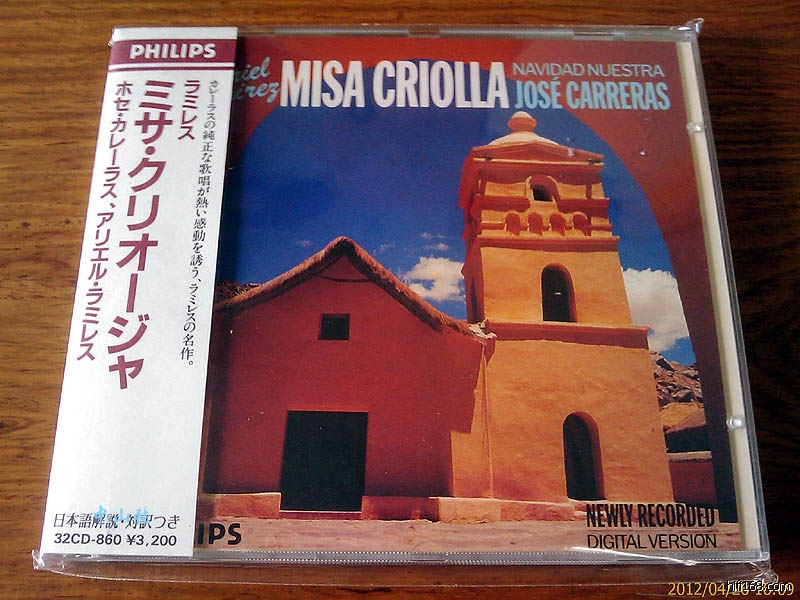 PHILIPS
ラミレス
ミサ・クリオージャ
ホセ・カレーラス、アリエル・ラミレス
カレーラスの純正な歌唱が熱い感動を誘う、ラミレスの名作。
日本語解説・対訳つき
32CD-860 ¥3,200
MISA CRIOLLA
NAVIDAD NUESTRA
JOSÉ CARRERAS
NEWLY RECORDED
DIGITAL VERSION